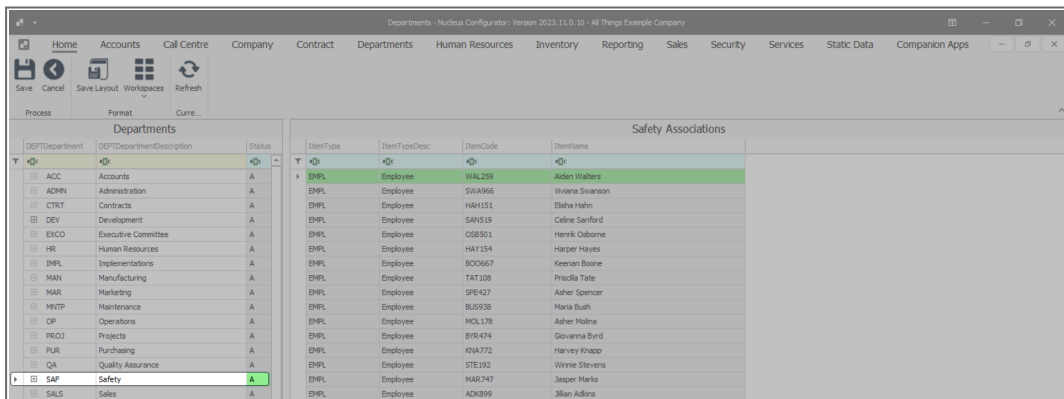 Departments - Nucleus Configurator: Version 2023.11.0.10 - All Things Example Company
Home Accounts Call Centre Company Contract Departments Human Resources Inventory Reporting Sales Security Services Static Data Companion Apps
Save Cancel Save Layout Workspaces Refresh
Process Format Curre...
Departments
DEPTDepartment DEPTDepartmentDescription Status
ACC Accounts A
ADMN Administration A
CTRT Contracts A
DEV Development A
EXCO Executive Committee A
HR Human Resources A
IMPL Implementations A
MAN Manufacturing A
MAR Marketing A
MNTP Maintenance A
OP Operations A
PROJ Projects A
PUR Purchasing A
QA Quality Assurance A
SAF Safety A
SALS Sales A
Safety Associations
ItemType ItemTypeDesc ItemCode ItemName
EMPL Employee WAL259 Aiden Walters
EMPL Employee SWA966 Viviana Swanson
EMPL Employee HAH151 Elisha Hahn
EMPL Employee SAN519 Celine Sanford
EMPL Employee OSB501 Henrik Osborne
EMPL Employee HAY154 Harper Hayes
EMPL Employee BOO667 Keenan Boone
EMPL Employee TAT108 Priscilla Tate
EMPL Employee SPE427 Asher Spencer
EMPL Employee BUS938 Maria Bush
EMPL Employee MOL178 Asher Molina
EMPL Employee BYR474 Giovanna Byrd
EMPL Employee KNA772 Harvey Knapp
EMPL Employee STE192 Winnie Stevens
EMPL Employee MAR747 Jasper Marks
EMPL Employee ADK899 Jillian Adkins